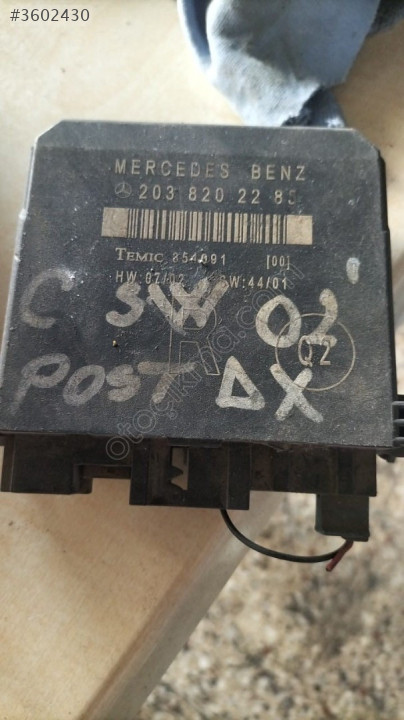 #3602430
MERCEDES BENZ
203 820 22 85
TEMIC 854091 [00]
HW:07/02 SW:44/01
C SW 02
Q2
POST DX